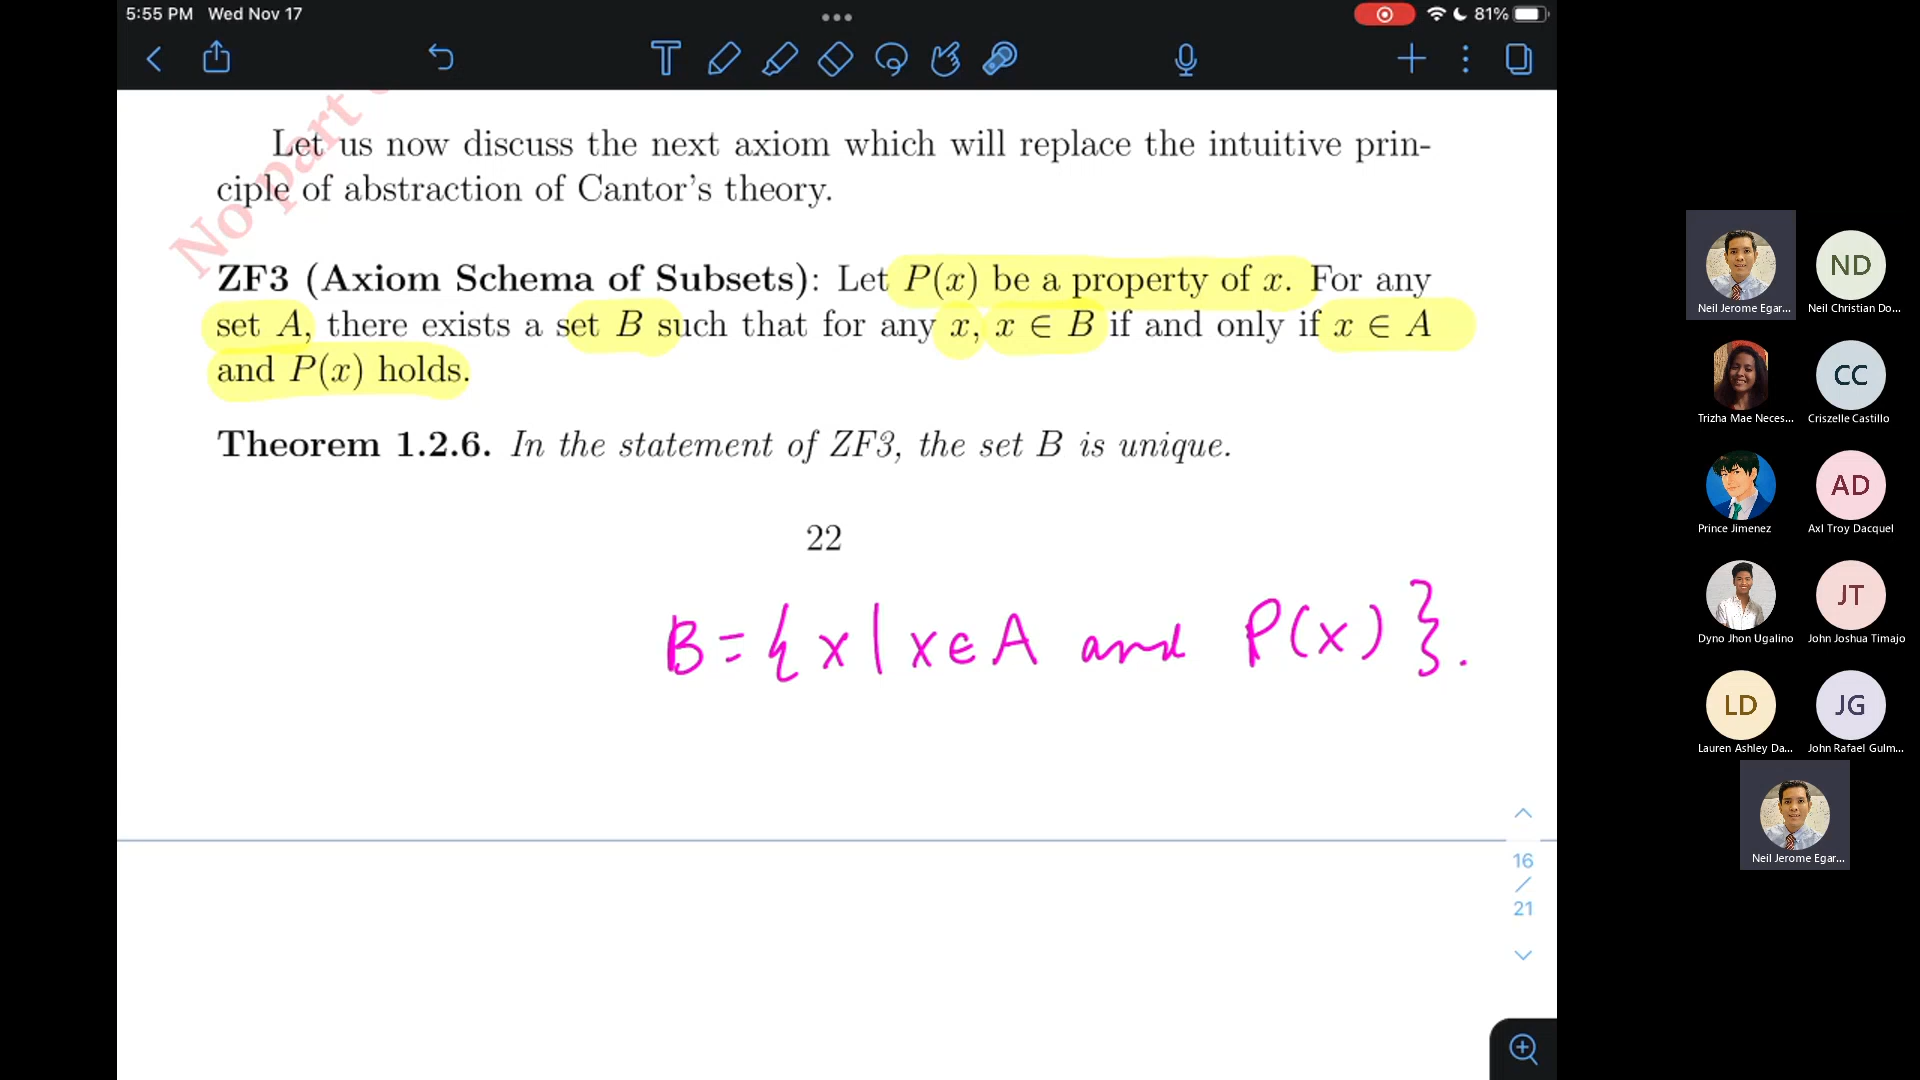 5:55 PM Wed Nov 17
81%
Let us now discuss the next axiom which will replace the intuitive prin-
ciple of abstraction of Cantor's theory.
No part
ZF3 (Axiom Schema of Subsets): Let P(x) be a property of x. For any
set A, there exists a set B such that for any x, x ∈ B if and only if x ∈ A
and P(x) holds.
Theorem 1.2.6. In the statement of ZF3, the set B is unique.
22
B = { x | x ∈ A and P(x) }.
16
/
21
Neil Jerome Egar...
ND
Neil Christian Do...
Trizha Mae Neces...
CC
Criszelle Castillo
Prince Jimenez
AD
Axl Troy Dacquel
Dyno Jhon Ugalino
JT
John Joshua Timajo
LD
Lauren Ashley Da...
JG
John Rafael Gulm...
Neil Jerome Egar...